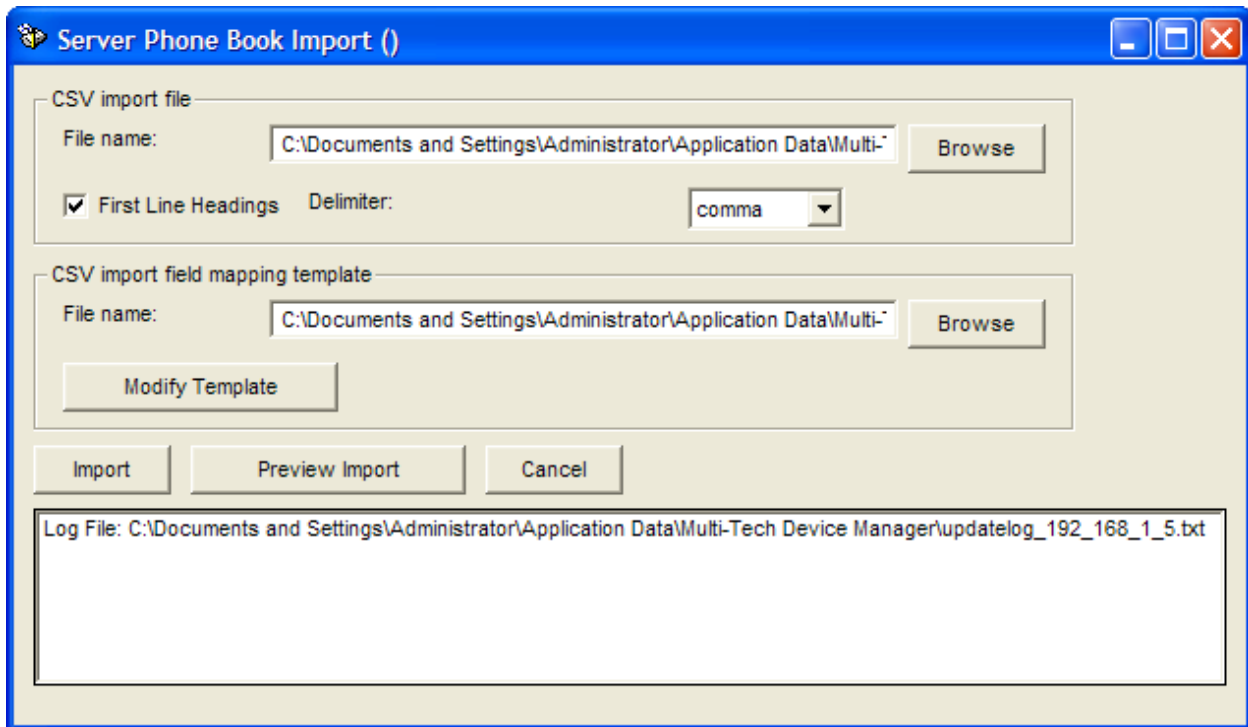 Server Phone Book Import ()
CSV import file
File name:
C:\Documents and Settings\Administrator\Application Data\Multi-
Browse
First Line Headings
Delimiter:
comma
CSV import field mapping template
File name:
C:\Documents and Settings\Administrator\Application Data\Multi-
Browse
Modify Template
Import
Preview Import
Cancel
Log File: C:\Documents and Settings\Administrator\Application Data\Multi-Tech Device Manager\updatelog_192_168_1_5.txt